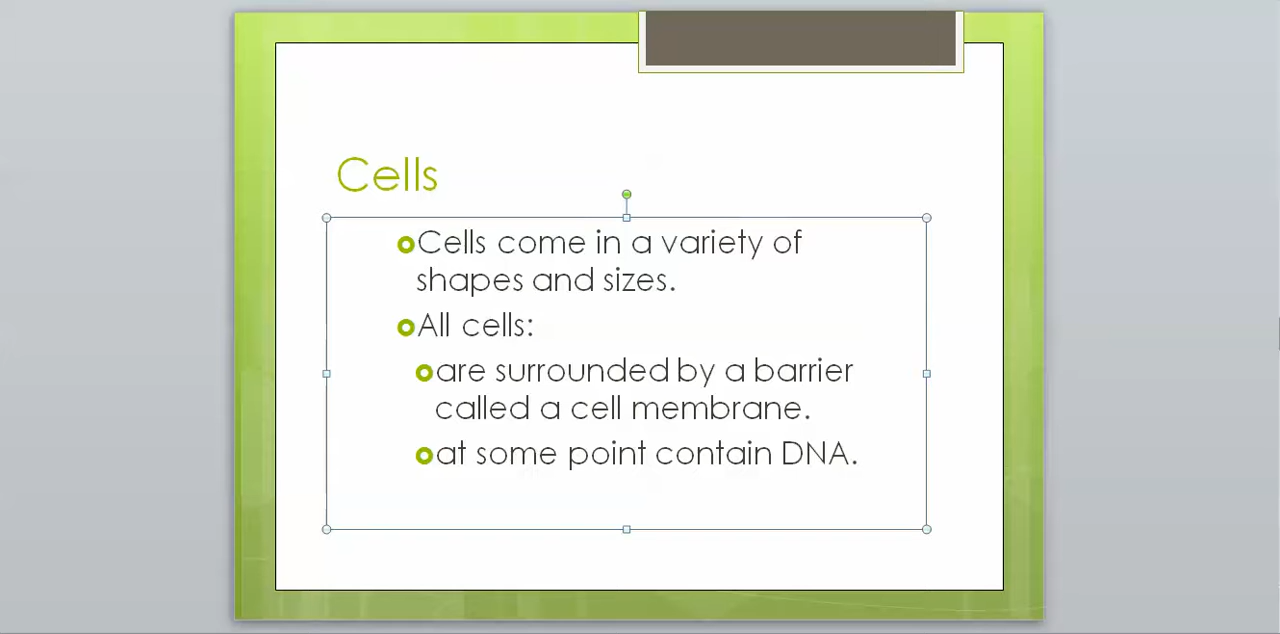 Cells
Cells come in a variety of
shapes and sizes.
All cells:
are surrounded by a barrier
called a cell membrane.
at some point contain DNA.